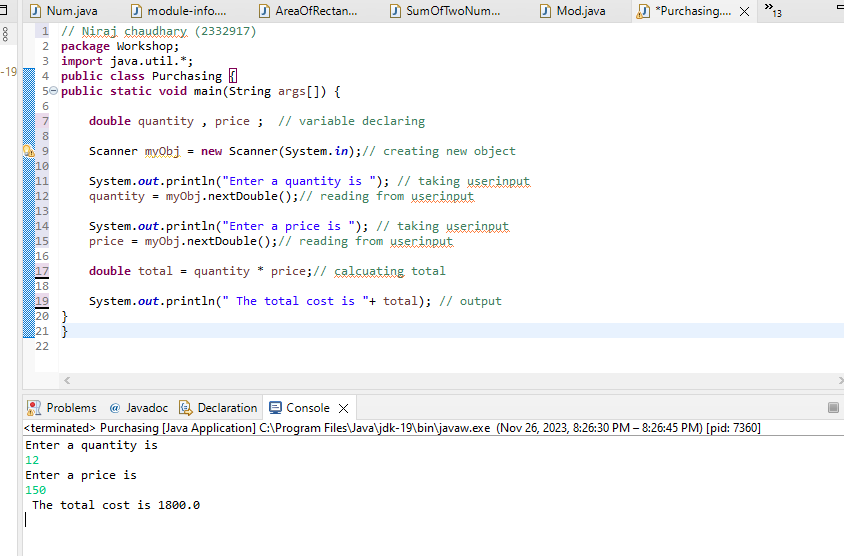 Num.java module-info.... AreaOfRectan... SumOfTwoNum... Mod.java *Purchasing.... »13
1 // Niraj chaudhary (2332917)
2 package Workshop;
3 import java.util.*;
-19 4 public class Purchasing {
5 public static void main(String args[]) {
6
7 double quantity , price ; // variable declaring
8
9 Scanner myObj = new Scanner(System.in);// creating new object
10
11 System.out.println("Enter a quantity is "); // taking userinput
12 quantity = myObj.nextDouble();// reading from userinput
13
14 System.out.println("Enter a price is "); // taking userinput
15 price = myObj.nextDouble();// reading from userinput
16
17 double total = quantity * price;// calcuating total
18
19 System.out.println(" The total cost is "+ total); // output
20 }
21 }
22
Problems @ Javadoc Declaration Console
<terminated> Purchasing [Java Application] C:\Program Files\Java\jdk-19\bin\javaw.exe (Nov 26, 2023, 8:26:30 PM – 8:26:45 PM) [pid: 7360]
Enter a quantity is
12
Enter a price is
150
The total cost is 1800.0